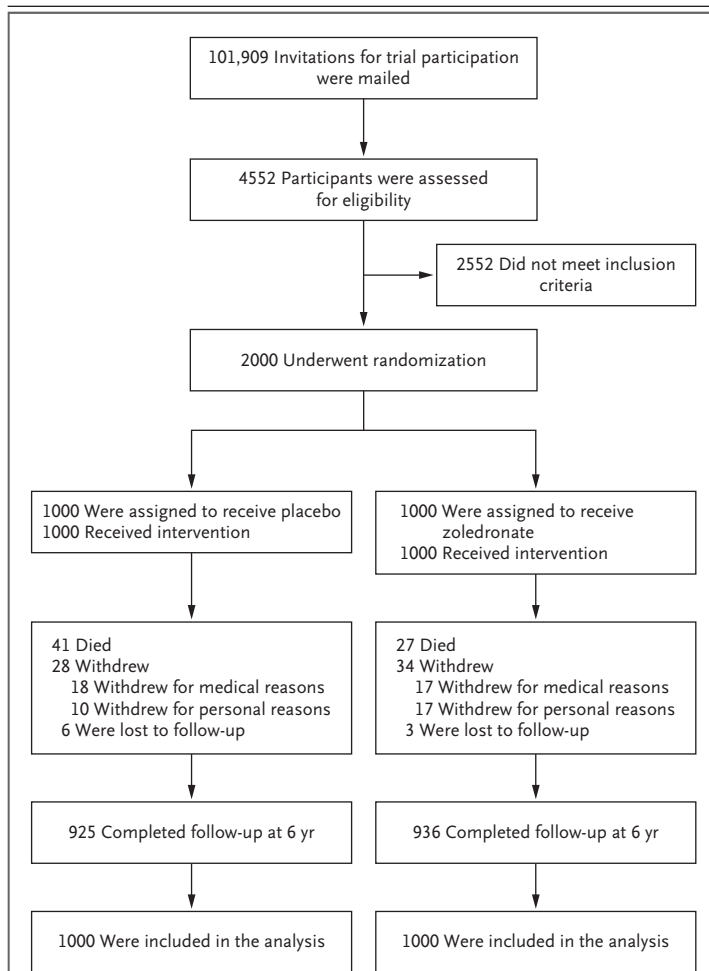 101,909 Invitations for trial participation
were mailed
4552 Participants were assessed
for eligibility
2552 Did not meet inclusion
criteria
2000 Underwent randomization
1000 Were assigned to receive placebo
1000 Received intervention
1000 Were assigned to receive
zoledronate
1000 Received intervention
41 Died
28 Withdrew
18 Withdrew for medical reasons
10 Withdrew for personal reasons
6 Were lost to follow-up
27 Died
34 Withdrew
17 Withdrew for medical reasons
17 Withdrew for personal reasons
3 Were lost to follow-up
925 Completed follow-up at 6 yr
936 Completed follow-up at 6 yr
1000 Were included in the analysis
1000 Were included in the analysis